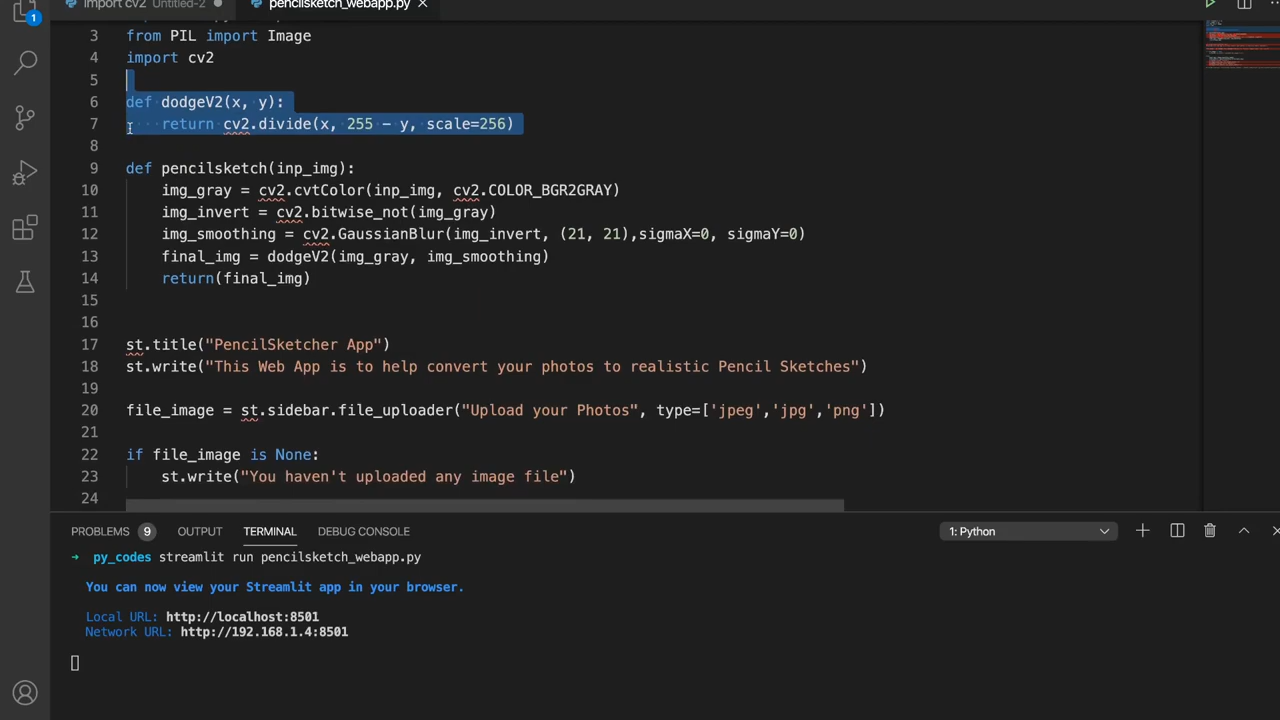 import cv2 Untitled-2
pencilsketch_webapp.py
1
3 from PIL import Image
4 import cv2
5
6 def dodgeV2(x, y):
7 return cv2.divide(x, 255 - y, scale=256)
8
9 def pencilsketch(inp_img):
10 img_gray = cv2.cvtColor(inp_img, cv2.COLOR_BGR2GRAY)
11 img_invert = cv2.bitwise_not(img_gray)
12 img_smoothing = cv2.GaussianBlur(img_invert, (21, 21),sigmaX=0, sigmaY=0)
13 final_img = dodgeV2(img_gray, img_smoothing)
14 return(final_img)
15
16
17 st.title("PencilSketcher App")
18 st.write("This Web App is to help convert your photos to realistic Pencil Sketches")
19
20 file_image = st.sidebar.file_uploader("Upload your Photos", type=['jpeg','jpg','png'])
21
22 if file_image is None:
23 st.write("You haven't uploaded any image file")
24
PROBLEMS 9 OUTPUT TERMINAL DEBUG CONSOLE 1: Python
→ py_codes streamlit run pencilsketch_webapp.py
You can now view your Streamlit app in your browser.
Local URL: http://localhost:8501
Network URL: http://192.168.1.4:8501